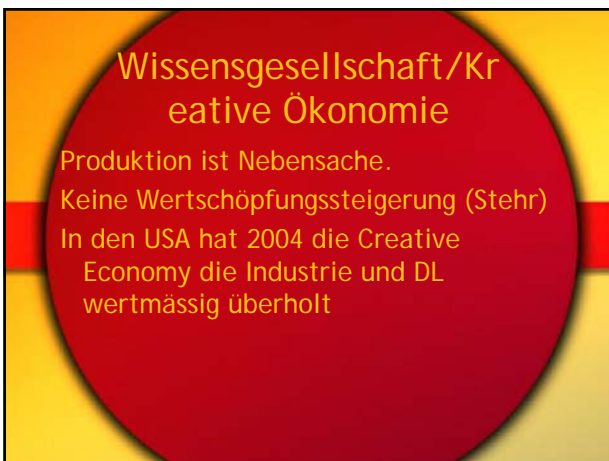 Wissensgesellschaft/Kr
eative Ökonomie
Produktion ist Nebensache.
Keine Wertschöpfungssteigerung (Stehr)
In den USA hat 2004 die Creative
Economy die Industrie und DL
wertmässig überholt